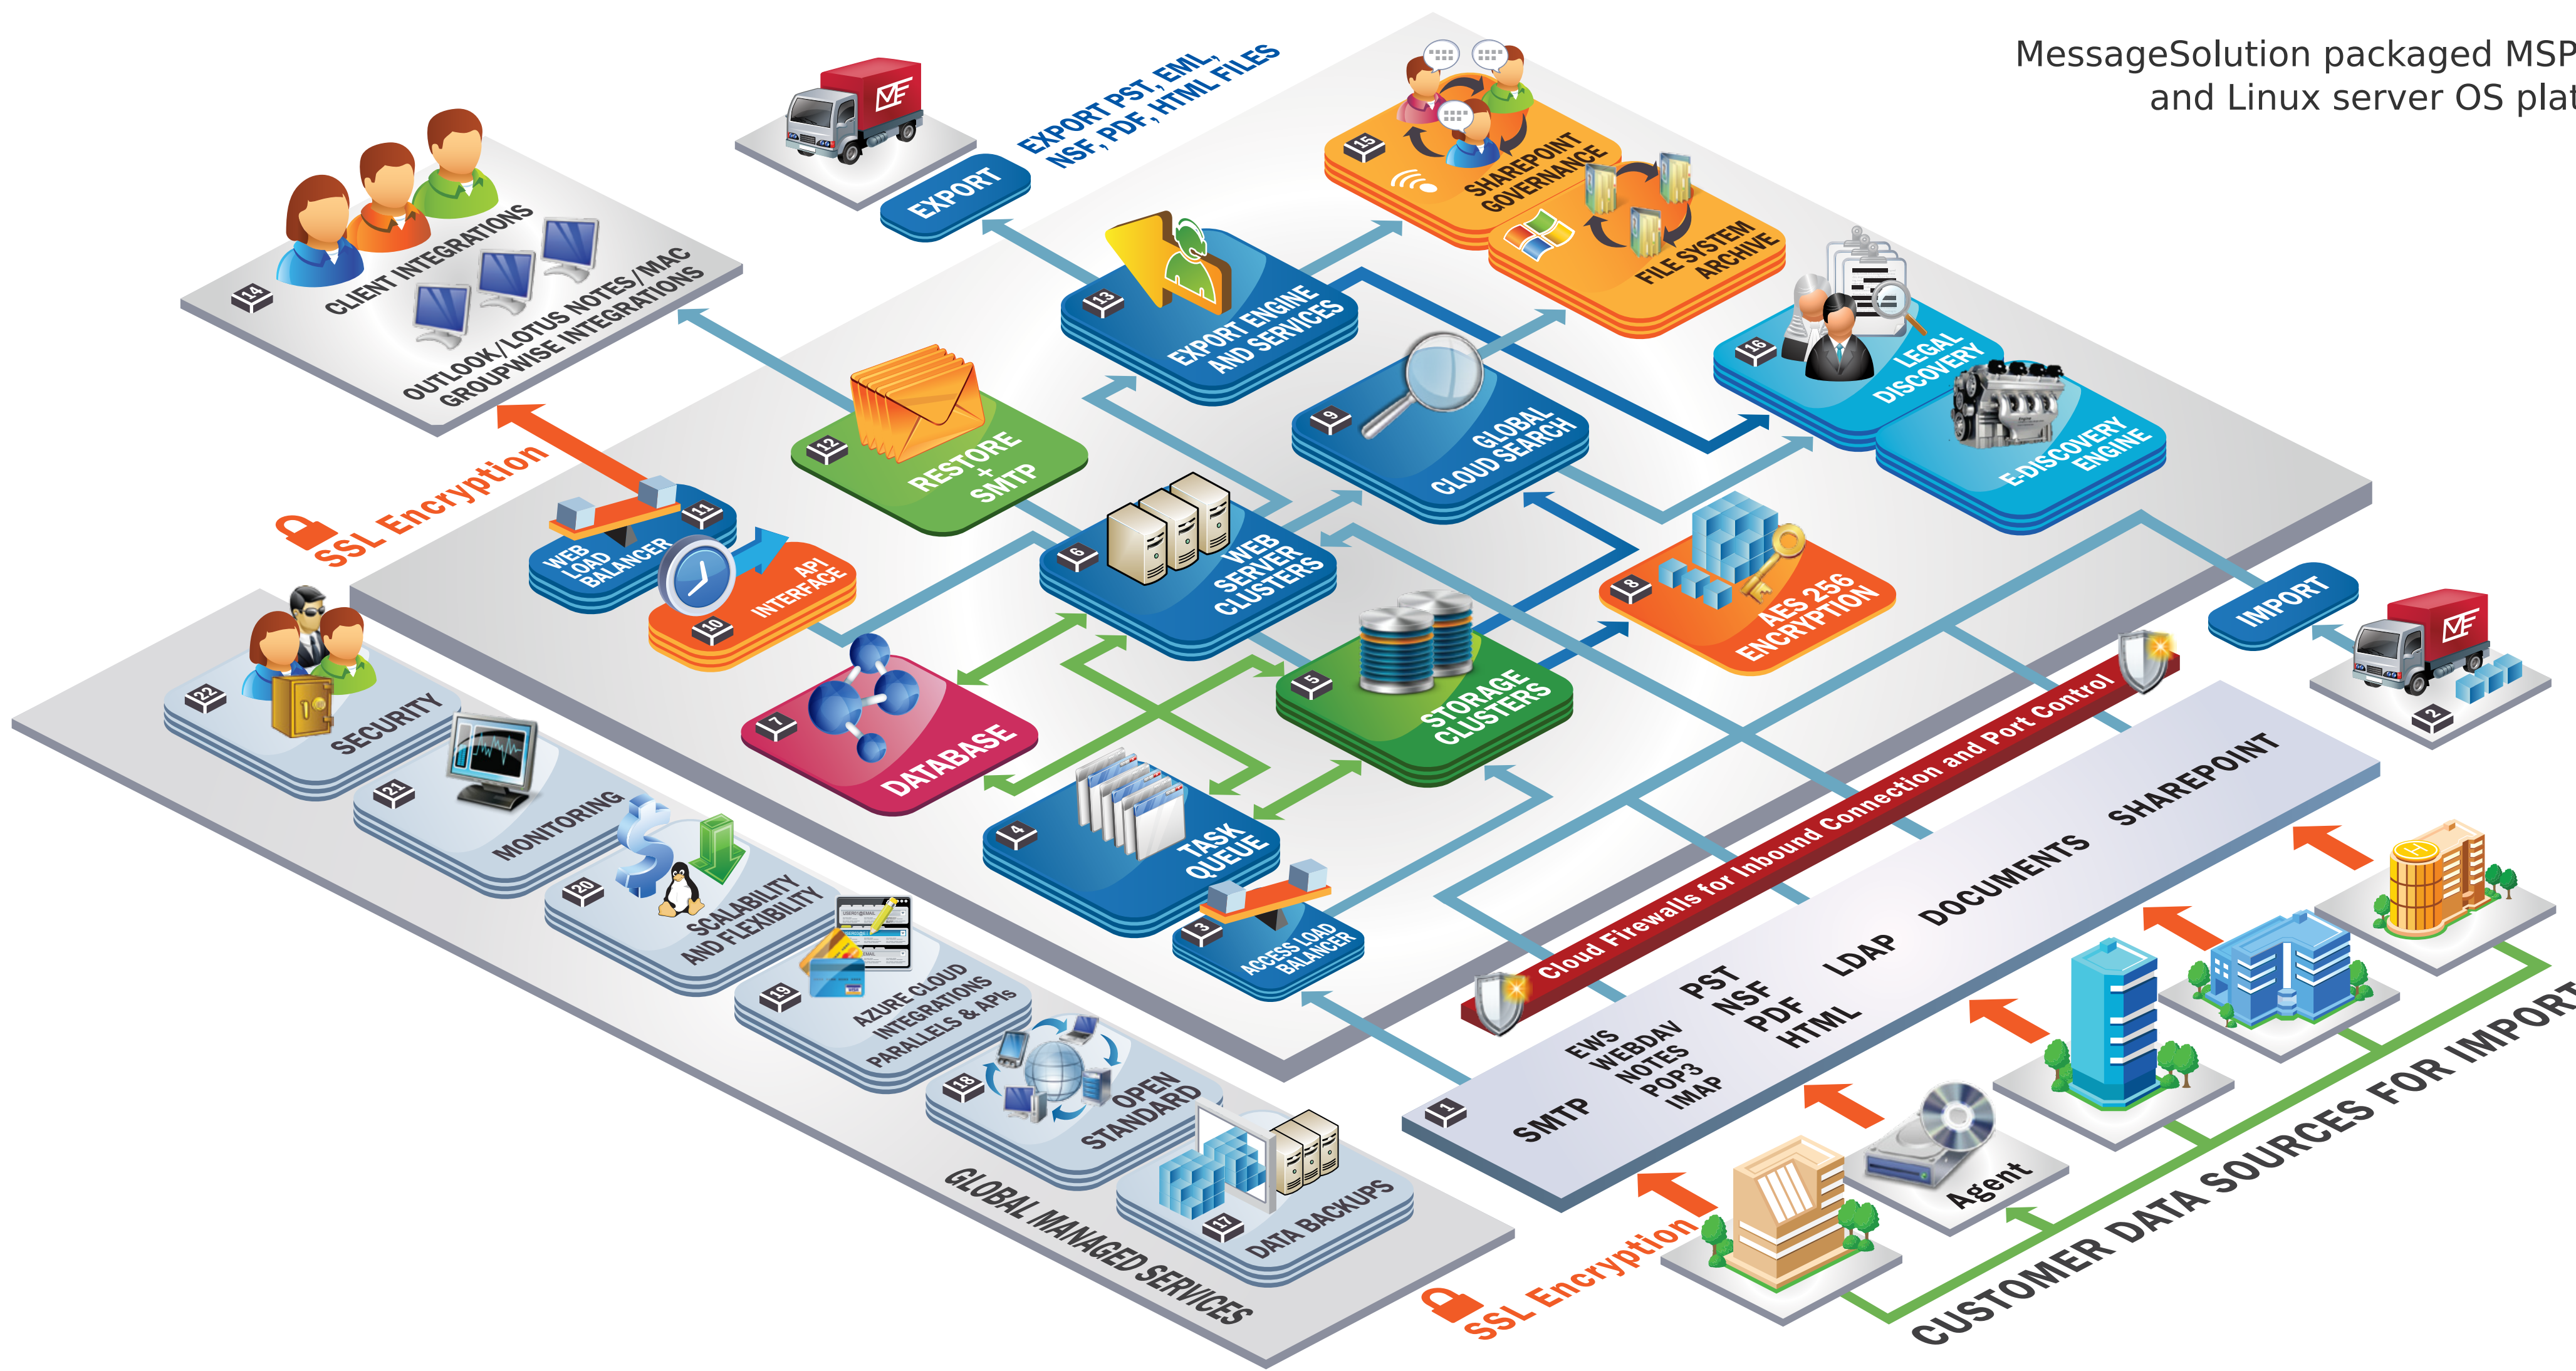 MessageSolution packaged MSP
and Linux server OS plat
EXPORT PST, EML,
NSF, PDF, HTML FILES
EXPORT
15
SHAREPOINT
GOVERNANCE
FILE SYSTEM
ARCHIVE
14
CLIENT INTEGRATIONS
OUTLOOK/LOTUS NOTES/MAC
GROUPWISE INTEGRATIONS
13
EXPORT ENGINE
AND SERVICES
16
LEGAL
DISCOVERY
E-DISCOVERY
ENGINE
9
GLOBAL
CLOUD SEARCH
12
RESTORE
+
SMTP
SSL Encryption
11
WEB
LOAD
BALANCER
10
API
INTERFACE
6
WEB
SERVER
CLUSTERS
8
AES 256
ENCRYPTION
IMPORT
2
5
STORAGE
CLUSTERS
7
DATABASE
4
TASK
QUEUE
3
ACCESS LOAD
BALANCER
Cloud Firewalls for Inbound Connection and Port Control
22
SECURITY
21
MONITORING
20
SCALABILITY
AND FLEXIBILITY
19
AZURE CLOUD
INTEGRATIONS
PARALLELS & APIs
18
OPEN
STANDARD
17
DATA BACKUPS
GLOBAL MANAGED SERVICES
1
SMTP
EWS
WEBDAV
NOTES
POP3
IMAP
PST
NSF
PDF
HTML
LDAP
DOCUMENTS
SHAREPOINT
Agent
SSL Encryption
CUSTOMER DATA SOURCES FOR IMPORT